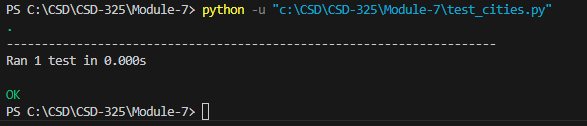 PS C:\CSD\CSD-325\Module-7> python -u "c:\CSD\CSD-325\Module-7\test_cities.py"
.
----------------------------------------------------------------------
Ran 1 test in 0.000s
OK
PS C:\CSD\CSD-325\Module-7>